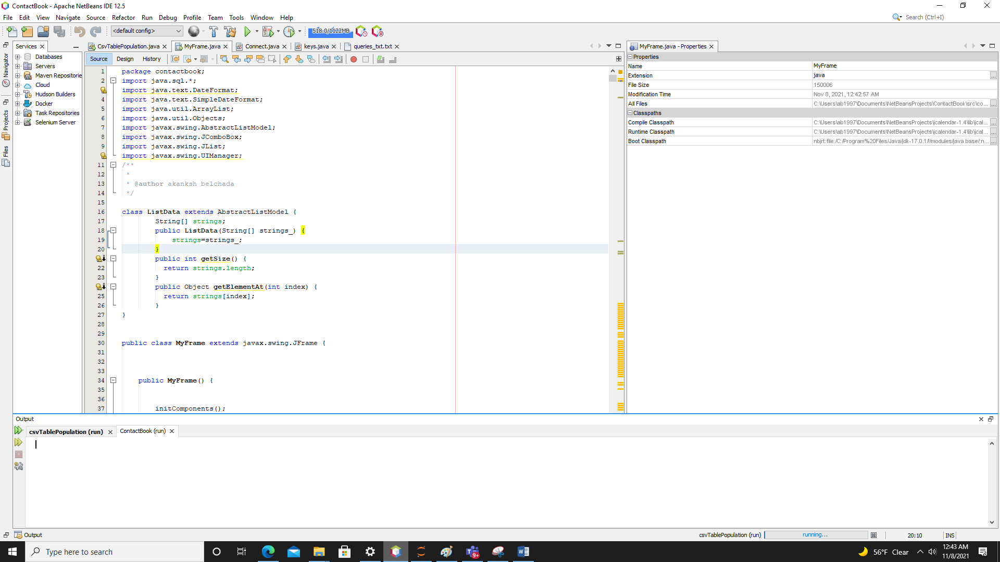 ContactBook - Apache NetBeans IDE 12.5
File Edit View Navigate Source Refactor Run Debug Profile Team Tools Window Help
Search (Ctrl+I)
<default config>
518.0/1122MB
Services
CsvTablePopulation.java
MyFrame.java
Connect.java
keys.java
queries_txt.txt
MyFrame.java - Properties
Navigator
Projects
Files
Databases
Servers
Maven Repositorie
Cloud
Hudson Builders
Docker
Task Repositories
Selenium Server
Source Design History
1 package contactbook;
2 import java.sql.*;
import java.text.DateFormat;
4 import java.text.SimpleDateFormat;
5 import java.util.ArrayList;
6 import java.util.Objects;
7 import javax.swing.AbstractListModel;
8 import javax.swing.JComboBox;
9 import javax.swing.JList;
import javax.swing.UIManager;
11 /**
12 *
13 * @author akanksh belchada
14 */
15
16 class ListData extends AbstractListModel {
17 String[] strings;
18 public ListData(String[] strings_) {
19 strings=strings_;
20 }
public int getSize() {
22 return strings.length;
23 }
public Object getElementAt(int index) {
25 return strings[index];
26 }
27 }
28
29
30 public class MyFrame extends javax.swing.JFrame {
31
32
33
34 public MyFrame() {
35
36
37 initComponents();
Properties
Name MyFrame
Extension java
File Size 150006
Modification Time Nov 8, 2021, 12:42:57 AM
All Files C:\Users\ab1997\Documents\NetBeansProjects\ContactBook\src\co...
Classpaths
Compile Classpath C:\Users\ab1997\Documents\NetBeansProjects\jcalendar-1.4\lib\jcal...
Runtime Classpath C:\Users\ab1997\Documents\NetBeansProjects\jcalendar-1.4\lib\jcal...
Boot Classpath nbjrt:file:/C:/Program%20Files/Java/jdk-17.0.1/!/modules/java.base/;n...
Output
csvTablePopulation (run)
ContactBook (run)
Output
csvTablePopulation (run)
running...
20:10
INS
Type here to search
9+
56°F Clear
12:43 AM
11/8/2021